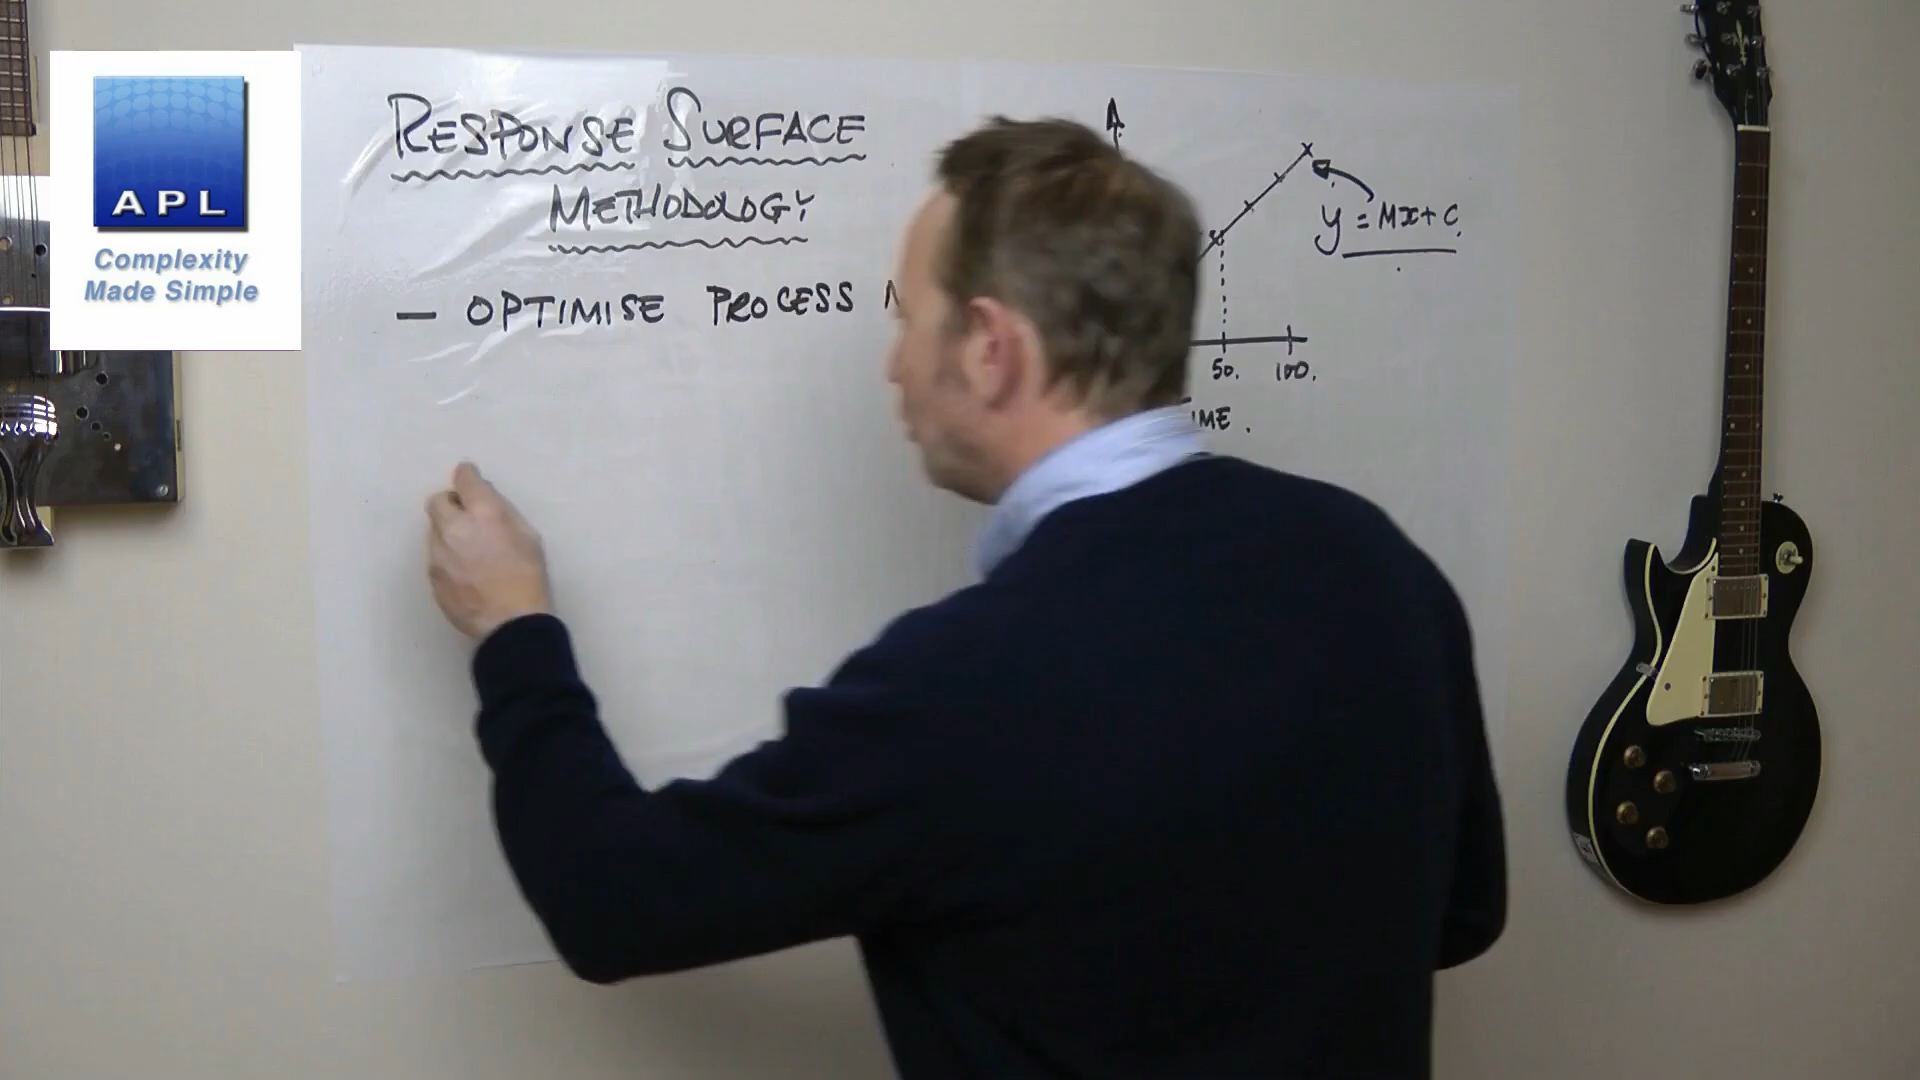 APL
Complexity
Made Simple
RESPONSE SURFACE
METHODOLOGY
— OPTIMISE PROCESS
y = Mx + C
50. 100.